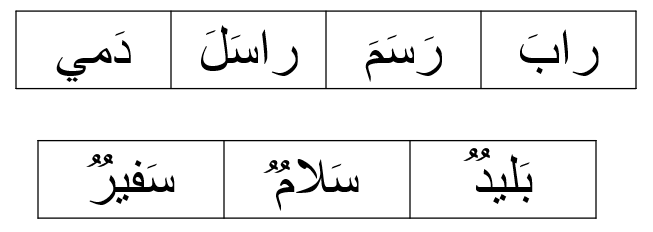 رابَ رَسَمَ راسَلَ دَمي
بَليدٌ سَلامٌ سَفيرٌ